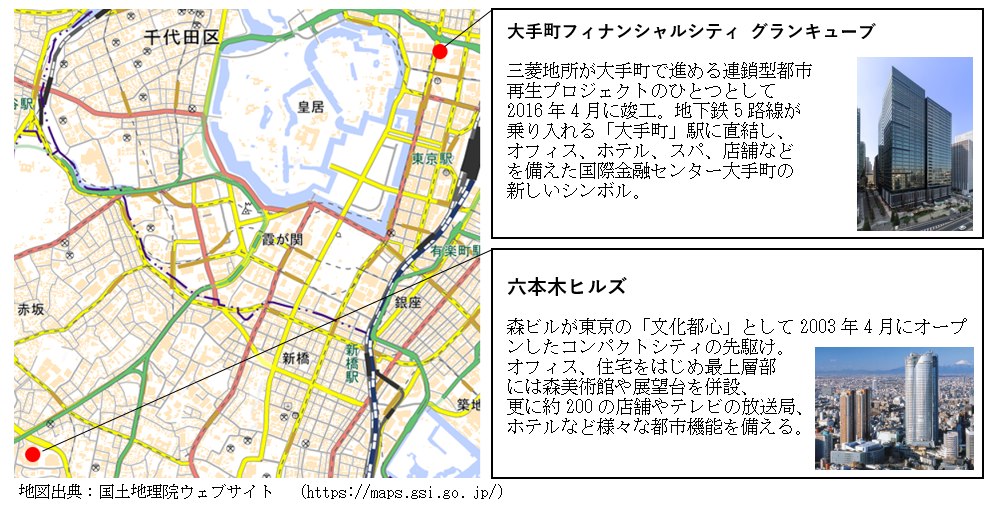 千代田区
皇居
谷駅
東京駅
霞が関
有楽町駅
赤坂
銀座
新橋
新橋駅
築地
大手町フィナンシャルシティ グランキューブ
三菱地所が大手町で進める連鎖型都市
再生プロジェクトのひとつとして
2016年4月に竣工。地下鉄5路線が
乗り入れる「大手町」駅に直結し、
オフィス、ホテル、スパ、店舗など
を備えた国際金融センター大手町の
新しいシンボル。
六本木ヒルズ
森ビルが東京の「文化都心」として2003年4月にオープ
ンしたコンパクトシティの先駆け。
オフィス、住宅をはじめ最上層部
には森美術館や展望台を併設、
更に約200の店舗やテレビの放送局、
ホテルなど様々な都市機能を備える。
地図出典：国土地理院ウェブサイト　（https://maps.gsi.go.jp/）